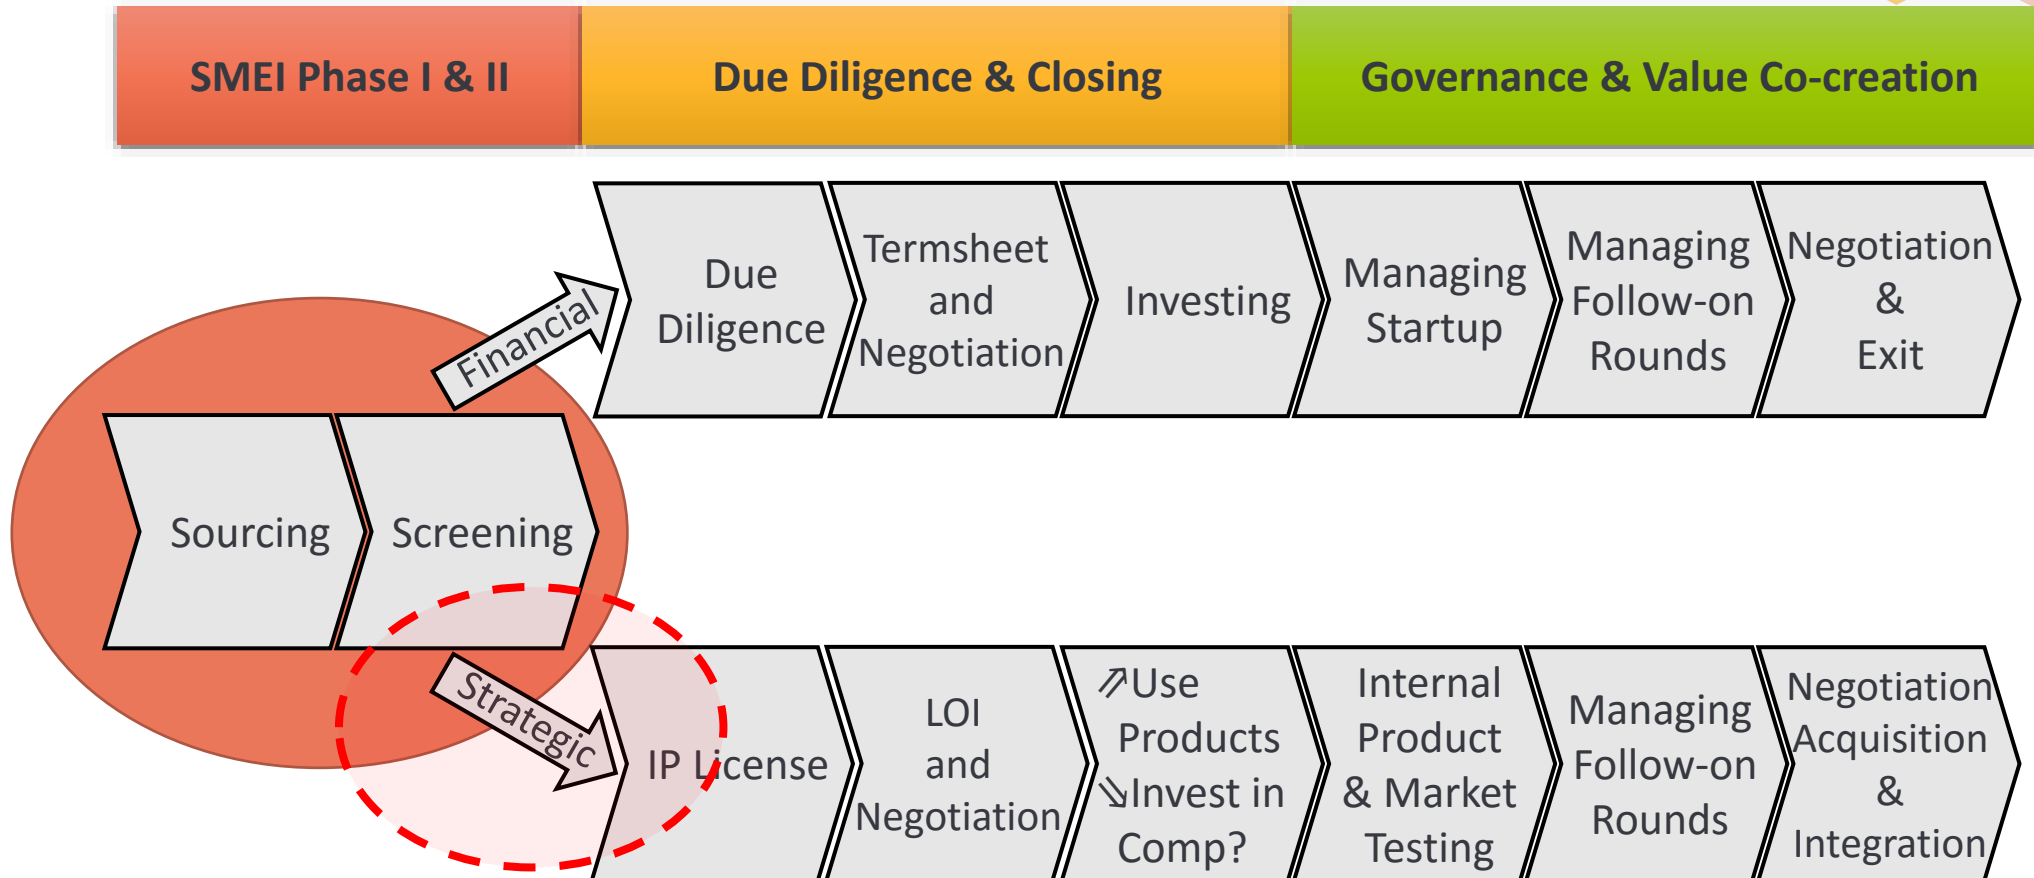 SMEI Phase I & II
Due Diligence & Closing
Governance & Value Co-creation
Due
Diligence
Termsheet
and
Negotiation
Investing
Managing
Startup
Managing
Follow-on
Rounds
Negotiation
&
Exit
Financial
Sourcing
Screening
Strategic
IP License
LOI
and
Negotiation
⇗Use
Products
⇘Invest in
Comp?
Internal
Product
& Market
Testing
Managing
Follow-on
Rounds
Negotiation
Acquisition
&
Integration